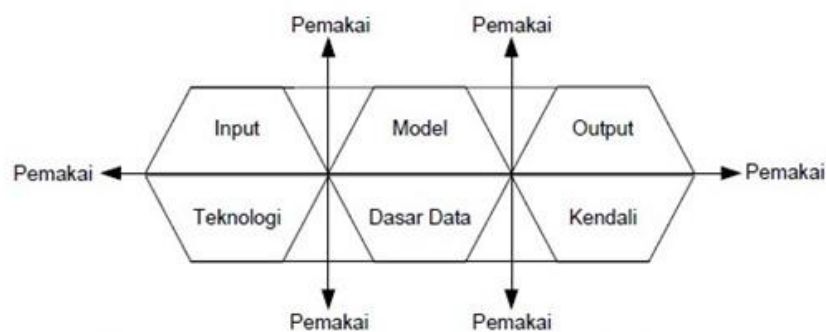 Pemakai Pemakai
Input Model Output
Pemakai Pemakai
Teknologi Dasar Data Kendali
Pemakai Pemakai